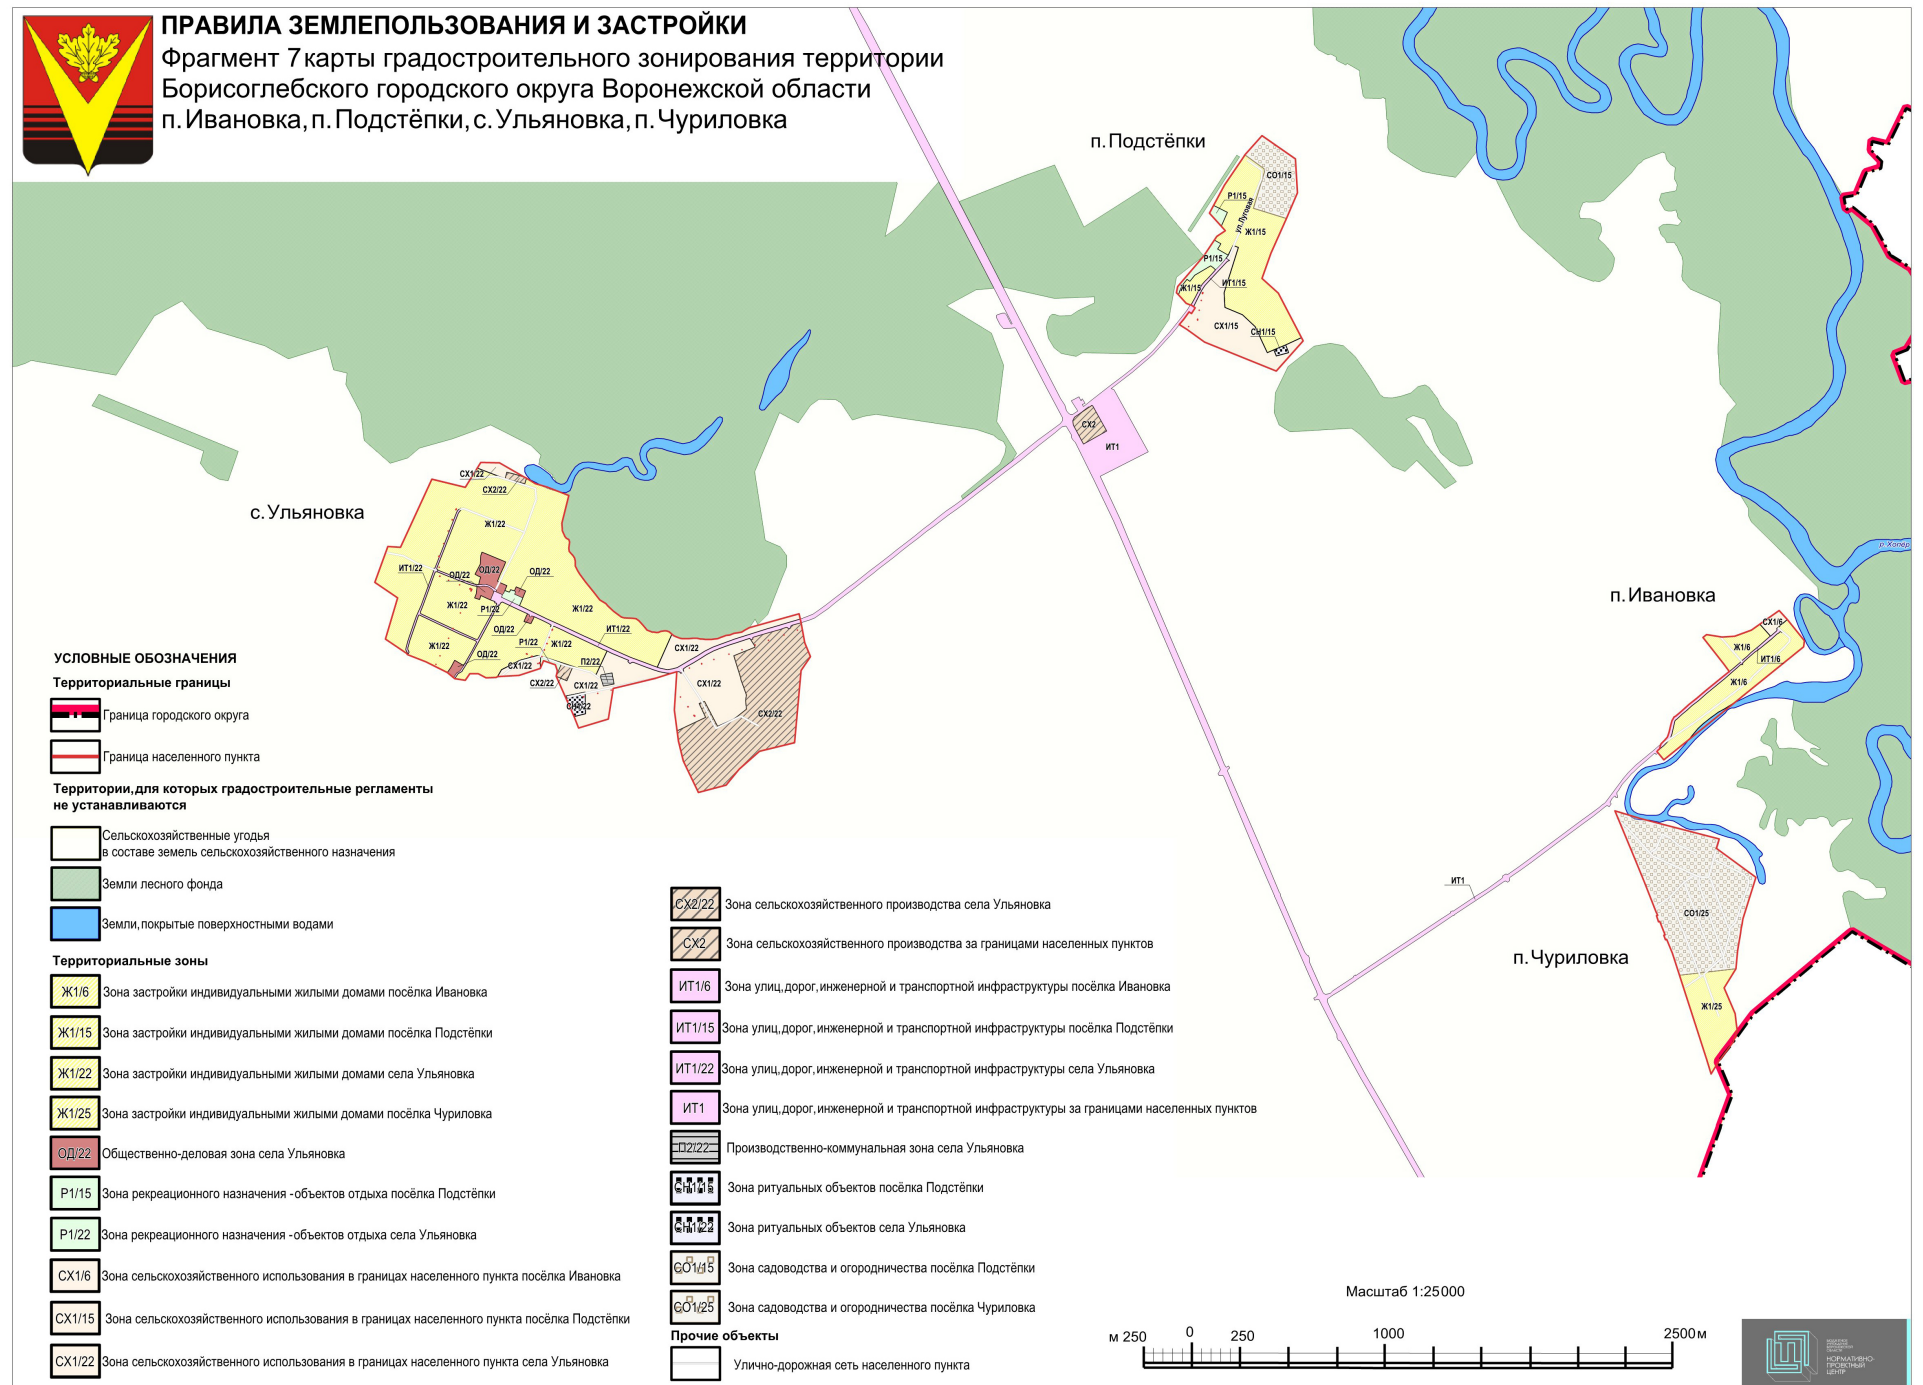 ПРАВИЛА ЗЕМЛЕПОЛЬЗОВАНИЯ И ЗАСТРОЙКИ
Фрагмент 7 карты градостроительного зонирования территории
Борисоглебского городского округа Воронежской области
п.Ивановка, п.Подстёпки, с.Ульяновка, п.Чуриловка
п.Подстёпки
СО1/15
Р1/15
ул.Луговая
Ж1/15
Р1/15
ИТ1/15
Ж1/15
СХ1/15
СН1/15
СХ2
ИТ1
с.Ульяновка
СХ1/22
СХ2/22
Ж1/22
ИТ1/22
ОД/22
ОД/22
ОД/22
Ж1/22
Р1/22
Ж1/22
ОД/22
ИТ1/22
Ж1/22
Р1/22
Ж1/22
СХ1/22
ОД/22
СХ1/22
П2/22
СХ2/22
СХ1/22
СХ1/22
СН1/22
СХ2/22
р.Хопёр
п.Ивановка
СХ1/6
Ж1/6
ИТ1/6
Ж1/6
ИТ1
СО1/25
п.Чуриловка
Ж1/25
УСЛОВНЫЕ ОБОЗНАЧЕНИЯ
Территориальные границы
Граница городского округа
Граница населенного пункта
Территории, для которых градостроительные регламенты
не устанавливаются
Сельскохозяйственные угодья
в составе земель сельскохозяйственного назначения
Земли лесного фонда
Земли, покрытые поверхностными водами
Территориальные зоны
Ж1/6 Зона застройки индивидуальными жилыми домами посёлка Ивановка
Ж1/15 Зона застройки индивидуальными жилыми домами посёлка Подстёпки
Ж1/22 Зона застройки индивидуальными жилыми домами села Ульяновка
Ж1/25 Зона застройки индивидуальными жилыми домами посёлка Чуриловка
ОД/22 Общественно-деловая зона села Ульяновка
Р1/15 Зона рекреационного назначения - объектов отдыха посёлка Подстёпки
Р1/22 Зона рекреационного назначения - объектов отдыха села Ульяновка
СХ1/6 Зона сельскохозяйственного использования в границах населенного пункта посёлка Ивановка
СХ1/15 Зона сельскохозяйственного использования в границах населенного пункта посёлка Подстёпки
СХ1/22 Зона сельскохозяйственного использования в границах населенного пункта села Ульяновка
СХ2/22 Зона сельскохозяйственного производства села Ульяновка
СХ2 Зона сельскохозяйственного производства за границами населенных пунктов
ИТ1/6 Зона улиц, дорог, инженерной и транспортной инфраструктуры посёлка Ивановка
ИТ1/15 Зона улиц, дорог, инженерной и транспортной инфраструктуры посёлка Подстёпки
ИТ1/22 Зона улиц, дорог, инженерной и транспортной инфраструктуры села Ульяновка
ИТ1 Зона улиц, дорог, инженерной и транспортной инфраструктуры за границами населенных пунктов
П2/22 Производственно-коммунальная зона села Ульяновка
СН1/15 Зона ритуальных объектов посёлка Подстёпки
СН1/22 Зона ритуальных объектов села Ульяновка
СО1/15 Зона садоводства и огородничества посёлка Подстёпки
СО1/25 Зона садоводства и огородничества посёлка Чуриловка
Прочие объекты
Улично-дорожная сеть населенного пункта
Масштаб 1:25000
м 250 0 250 1000 2500 м
НОРМАТИВНО-
ПРОЕКТНЫЙ
ЦЕНТР